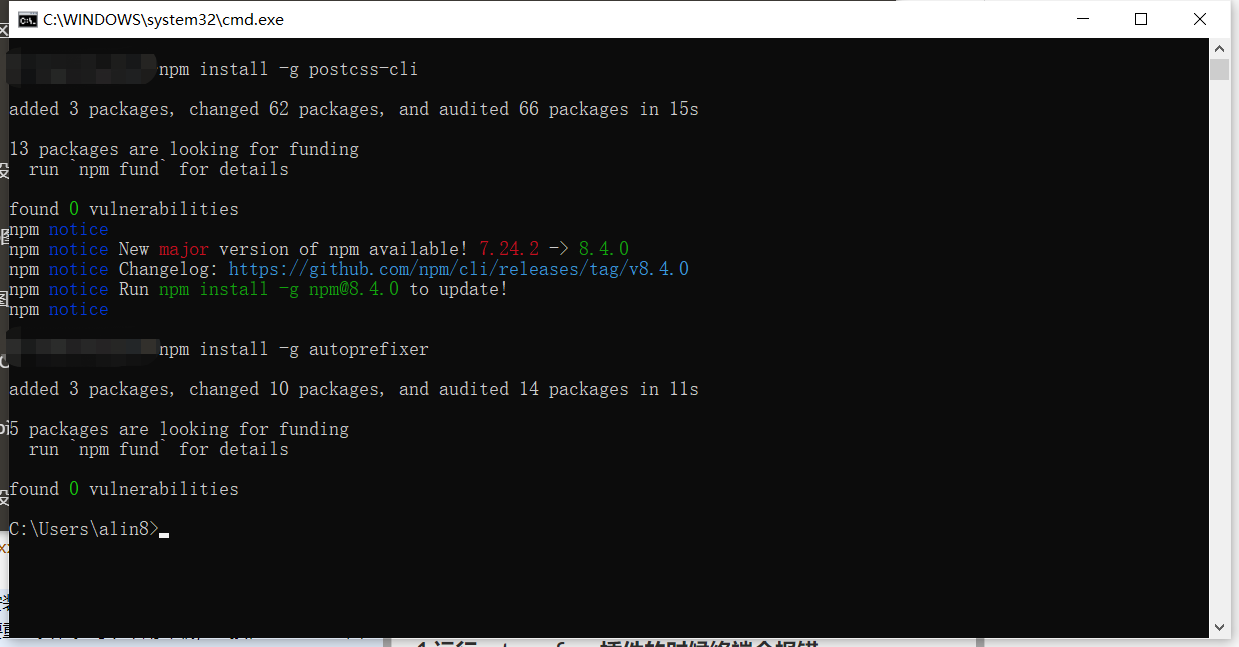 C:\WINDOWS\system32\cmd.exe
npm install -g postcss-cli
added 3 packages, changed 62 packages, and audited 66 packages in 15s
13 packages are looking for funding
run `npm fund` for details
found 0 vulnerabilities
npm notice
npm notice New major version of npm available! 7.24.2 -> 8.4.0
npm notice Changelog: https://github.com/npm/cli/releases/tag/v8.4.0
npm notice Run npm install -g npm@8.4.0 to update!
npm notice
npm install -g autoprefixer
added 3 packages, changed 10 packages, and audited 14 packages in 11s
5 packages are looking for funding
run `npm fund` for details
found 0 vulnerabilities
C:\Users\alin8>